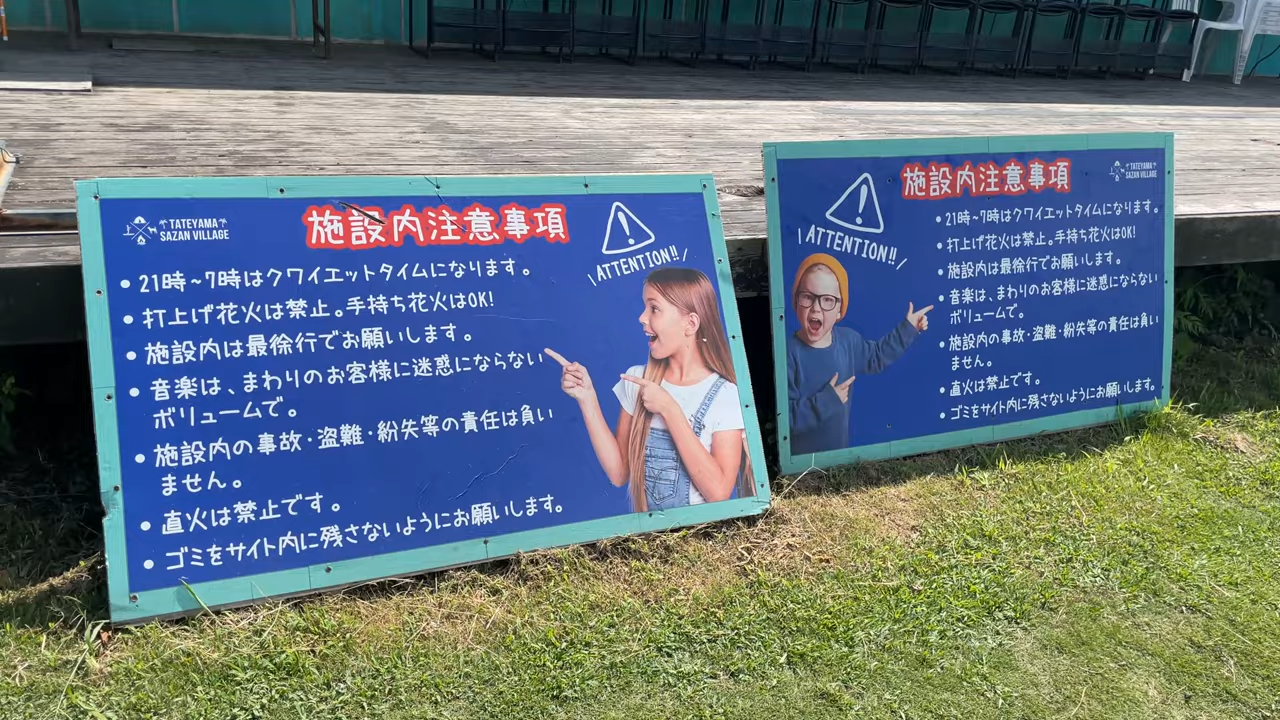 TATEYAMA
SAZAN VILLAGE
施設内注意事項
ATTENTION!!
• 21時~7時はクワイエットタイムになります。
• 打上げ花火は禁止。手持ち花火はOK!
• 施設内は最徐行でお願いします。
• 音楽は、まわりのお客様に迷惑にならない
ボリュームで。
• 施設内の事故・盗難・紛失等の責任は負い
ません。
• 直火は禁止です。
• ゴミをサイト内に残さないようにお願いします。
施設内注意事項
TATEYAMA
SAZAN VILLAGE
ATTENTION!!
• 21時~7時はクワイエットタイムになります。
• 打上げ花火は禁止。手持ち花火はOK!
• 施設内は最徐行でお願いします。
• 音楽は、まわりのお客様に迷惑にならない
ボリュームで。
• 施設内の事故・盗難・紛失等の責任は負い
ません。
• 直火は禁止です。
• ゴミをサイト内に残さないようにお願いします。